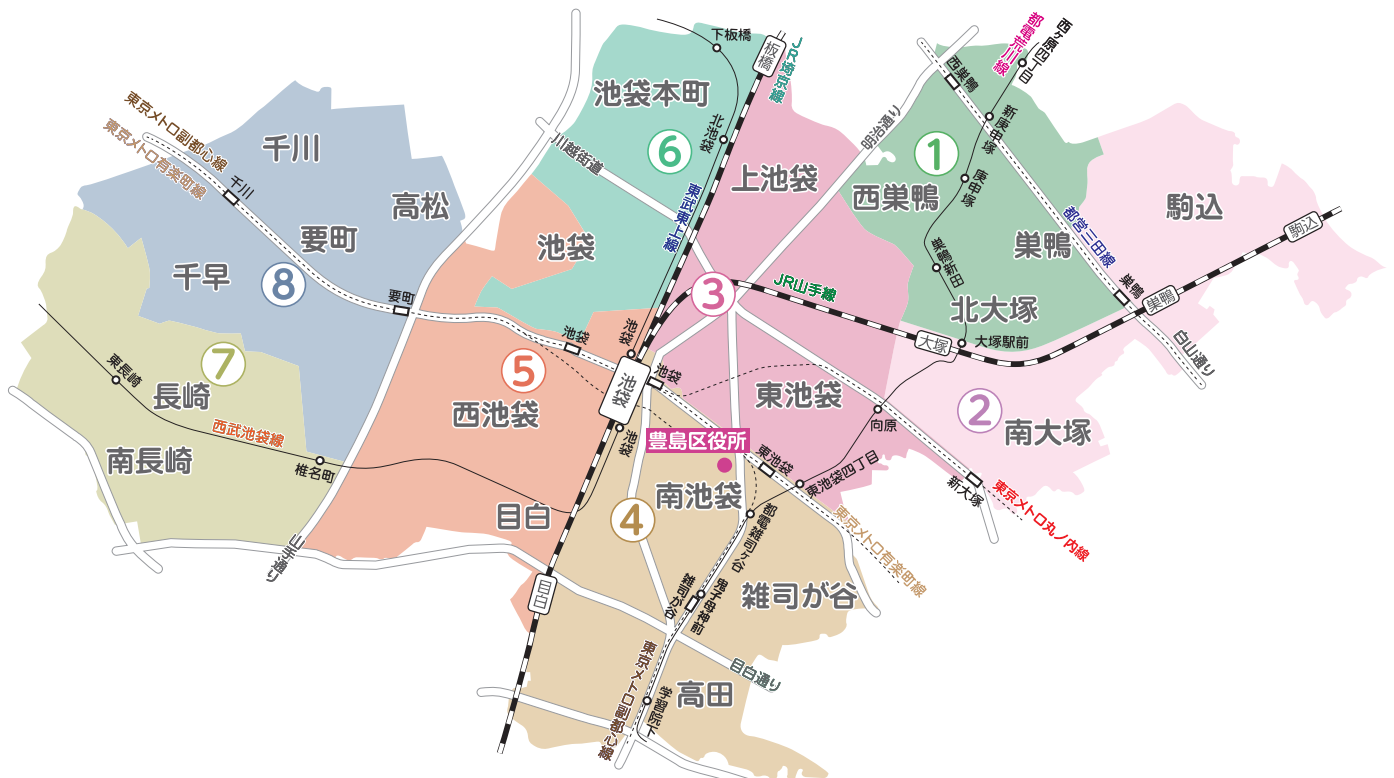 下板橋
板橋
JR埼京線
都電荒川線
西ヶ原四丁目
西巣鴨
池袋本町
北池袋
明治通り
新庚申塚
東京メトロ副都心線
東京メトロ有楽町線
千川
川越街道
6
1
上池袋
庚申塚
西巣鴨
千川
高松
東武東上線
都営三田線
駒込
駒込
要町
池袋
巣鴨新田
巣鴨
千早
8
JR山手線
巣鴨
巣鴨
要町
3
北大塚
池袋
池袋
大塚
大塚駅前
白山通り
東長崎
7
長崎
5
池袋
池袋
東池袋
2
西池袋
向原
南大塚
西武池袋線
池袋
豊島区役所
南長崎
椎名町
東池袋
東池袋四丁目
新大塚
東京メトロ丸ノ内線
南池袋
目白
4
都電雑司ヶ谷
東京メトロ有楽町線
山手通り
目白
雑司が谷
鬼子母神前
雑司が谷
東京メトロ副都心線
目白通り
学習院下
高田